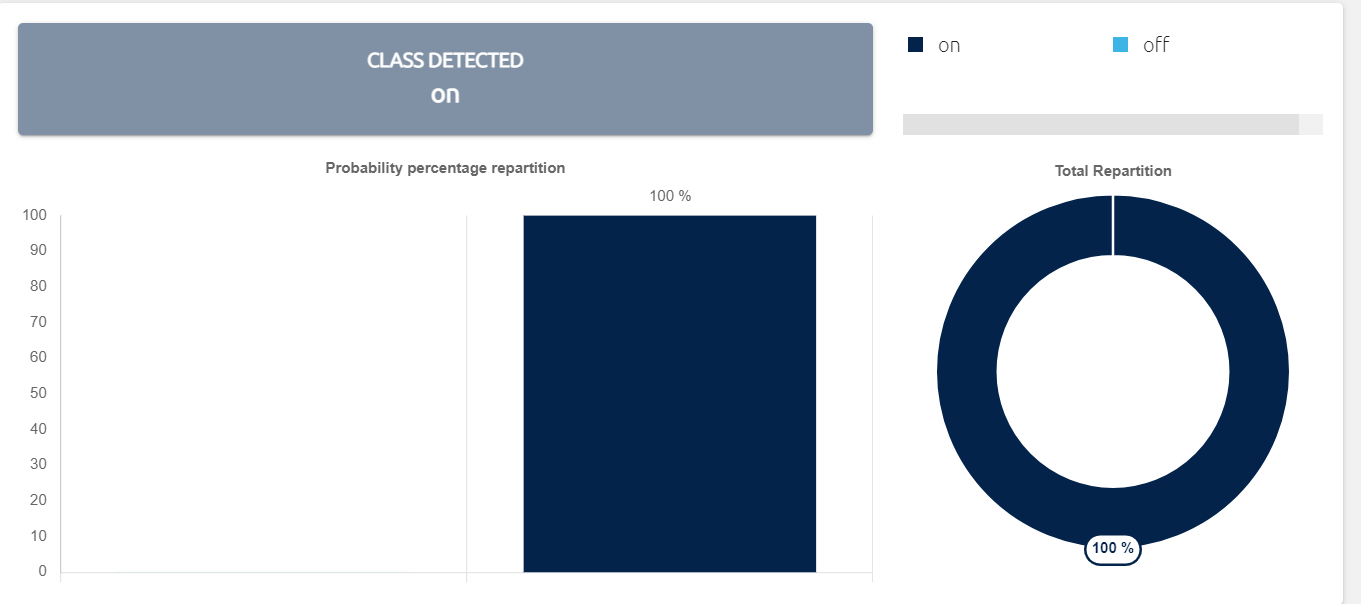 CLASS DETECTED
on
on
off
Probability percentage repartition
100 %
100
90
80
70
60
50
40
30
20
10
0
Total Repartition
100 %